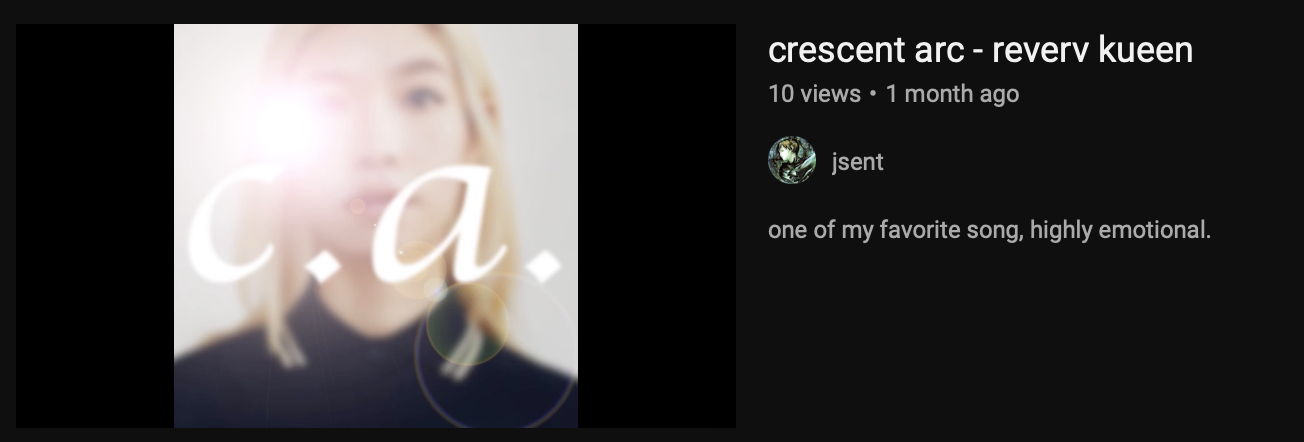 c.a.
crescent arc - reverv kueen
10 views • 1 month ago
jsent
one of my favorite song, highly emotional.